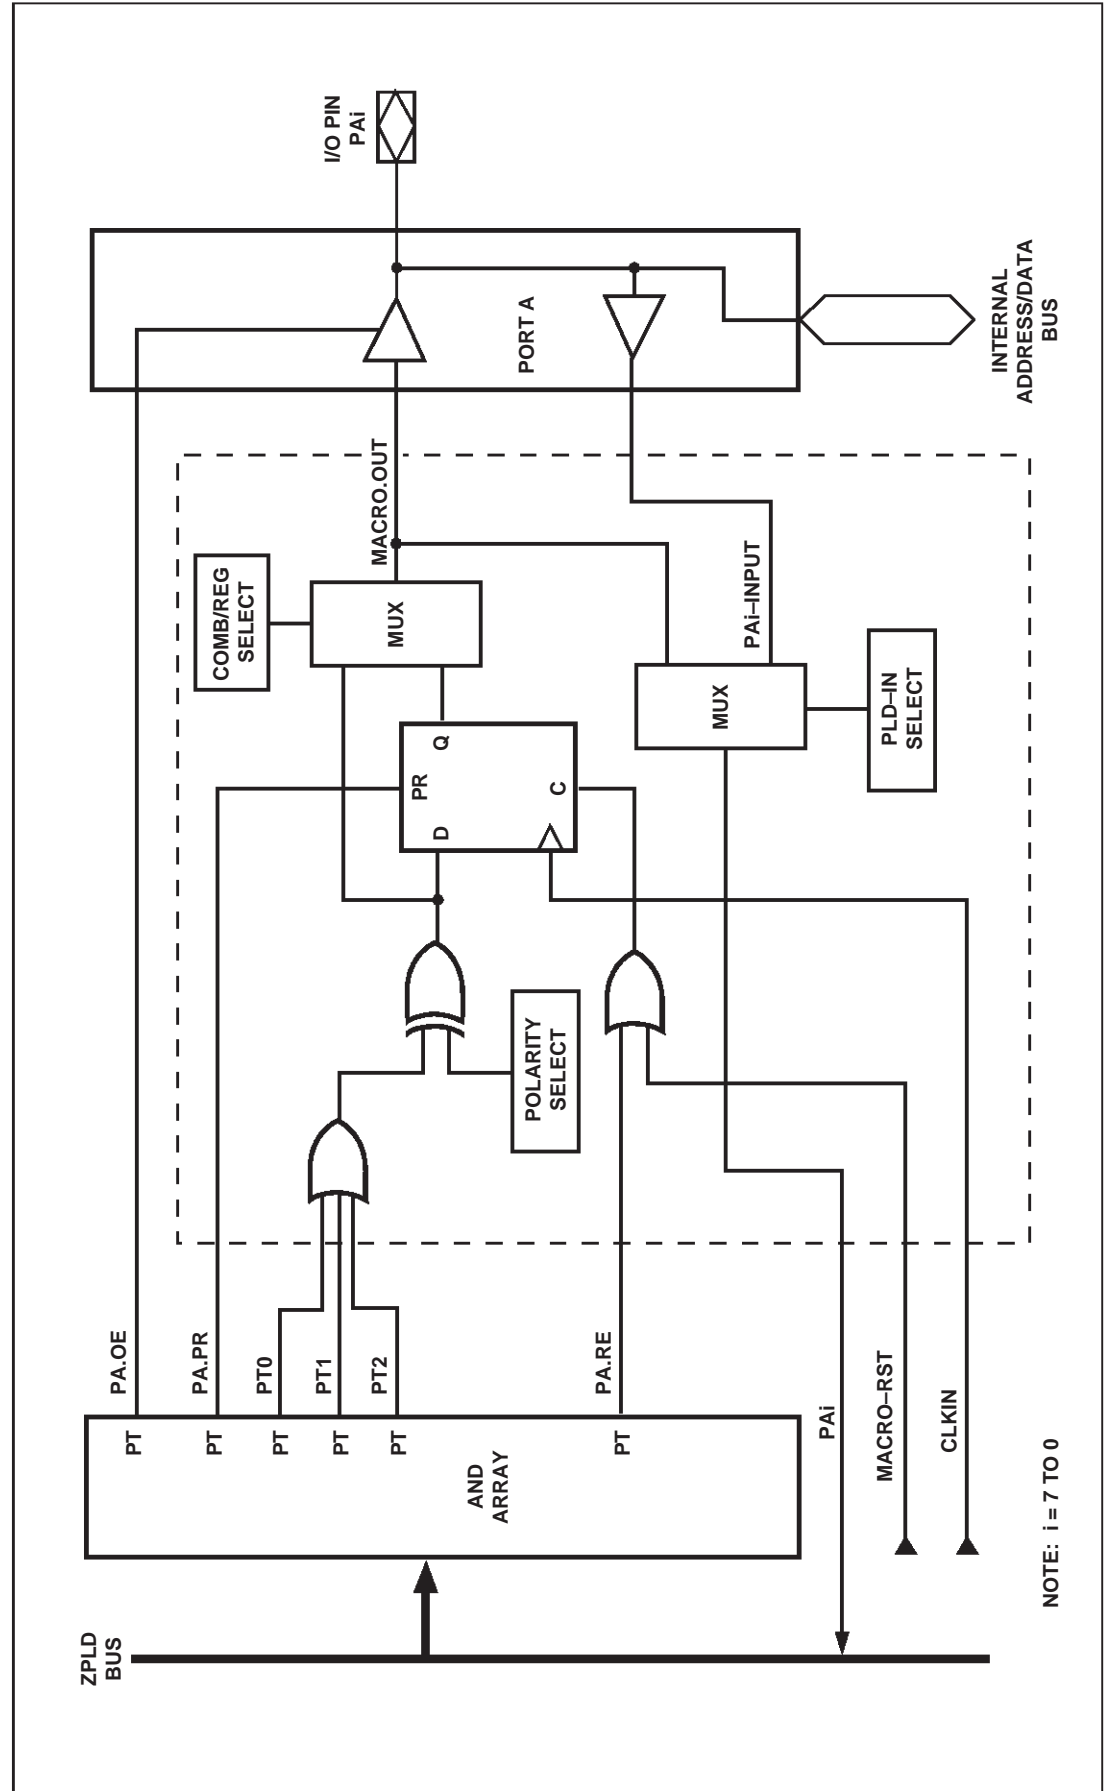 ZPLD
BUS
AND
ARRAY
PT
PT
PT
PT
PT
PT
PA.OE
PA.PR
PT0
PT1
PT2
PA.RE
PAi
MACRO–RST
CLKIN
POLARITY
SELECT
D
PR
Q
C
COMB/REG
SELECT
MUX
MACRO.OUT
MUX
PAi–INPUT
PLD–IN
SELECT
PORT A
I/O PIN
PAi
INTERNAL
ADDRESS/DATA
BUS
NOTE: i = 7 TO 0